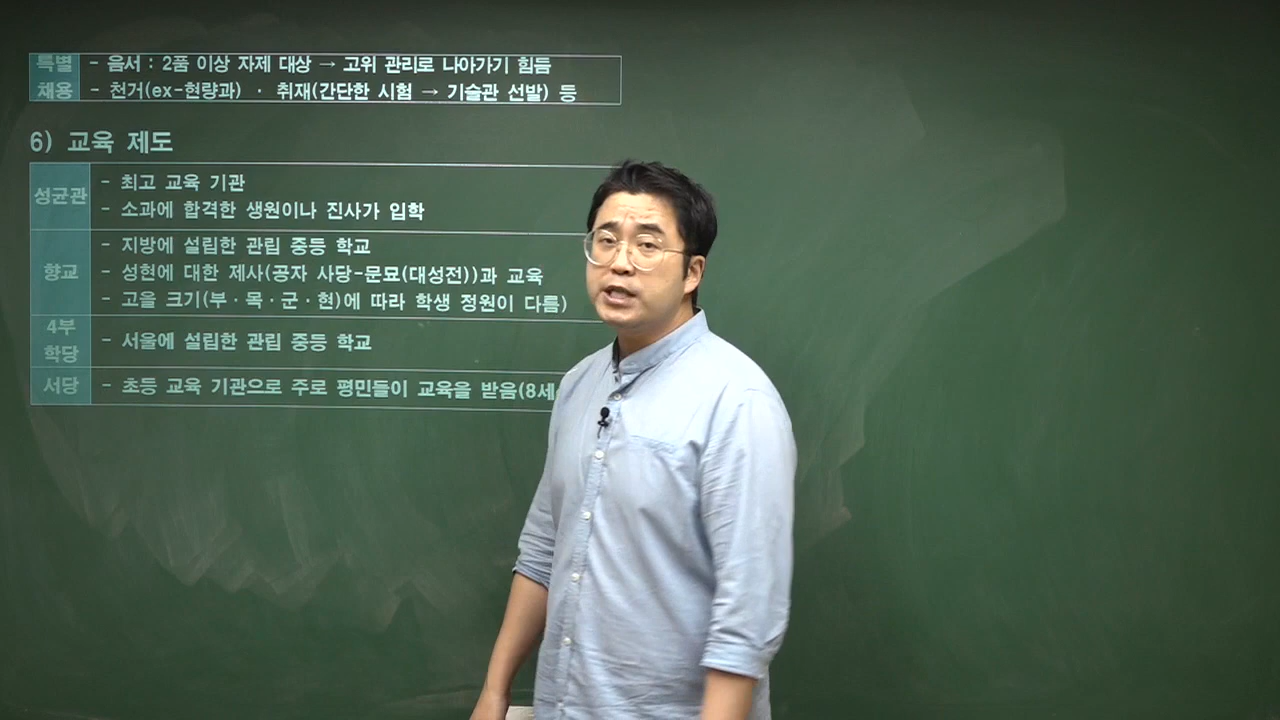 특별 - 음서 : 2품 이상 자제 대상 → 고위 관리로 나아가기 힘듬
채용 - 천거(ex-현량과) · 취재(간단한 시험 → 기술관 선발) 등
6) 교육 제도
성균관
- 최고 교육 기관
- 소과에 합격한 생원이나 진사가 입학
향교
- 지방에 설립한 관립 중등 학교
- 성현에 대한 제사(공자 사당-문묘(대성전))과 교육
- 고을 크기(부·목·군·현)에 따라 학생 정원이 다름)
4부
학당
- 서울에 설립한 관립 중등 학교
서당
- 초등 교육 기관으로 주로 평민들이 교육을 받음(8세